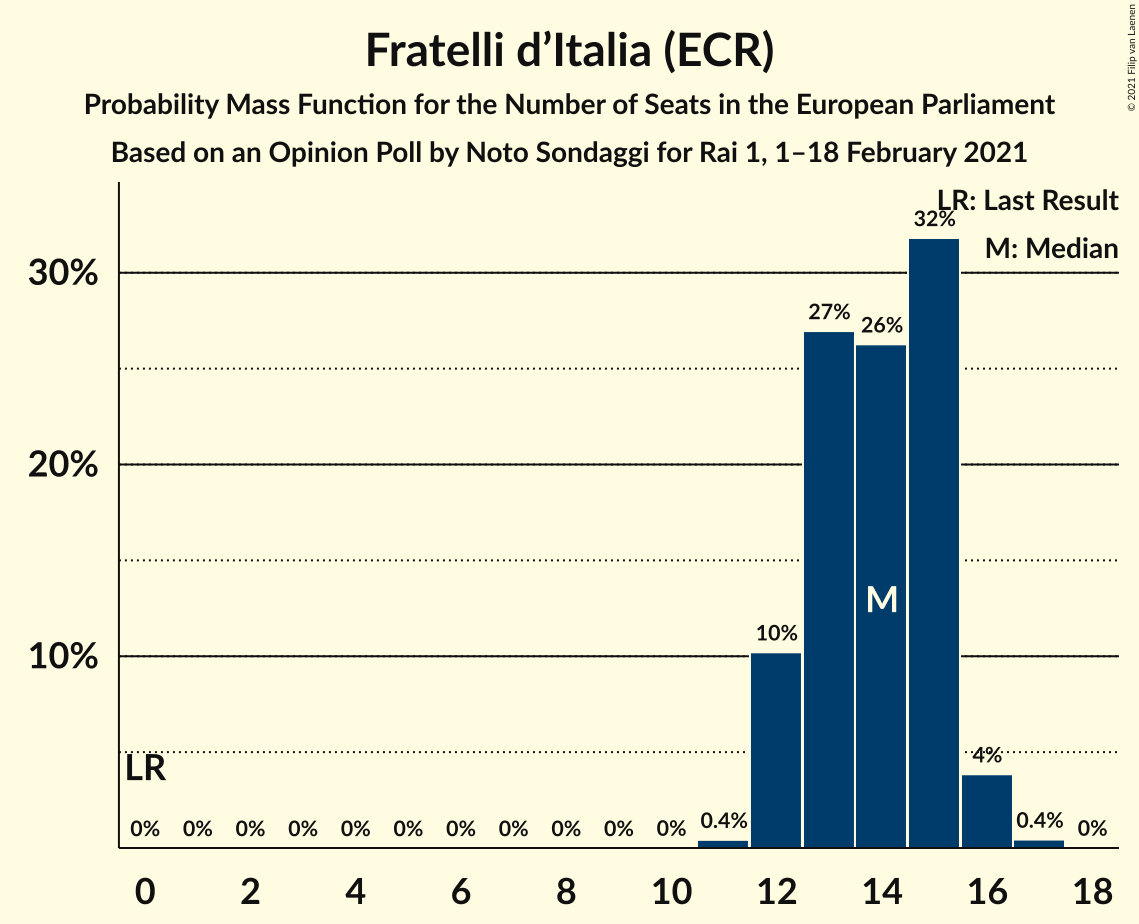 Fratelli d’Italia (ECR)
Probability Mass Function for the Number of Seats in the European Parliament
Based on an Opinion Poll by Noto Sondaggi for Rai 1, 1–18 February 2021
© 2021 Filip van Laenen
LR: Last Result
M: Median
32%
30%
27%
26%
20%
M
10%
10%
LR
4%
0% 0% 0% 0% 0% 0% 0% 0% 0% 0% 0% 0.4% 0.4% 0%
0 2 4 6 8 10 12 14 16 18